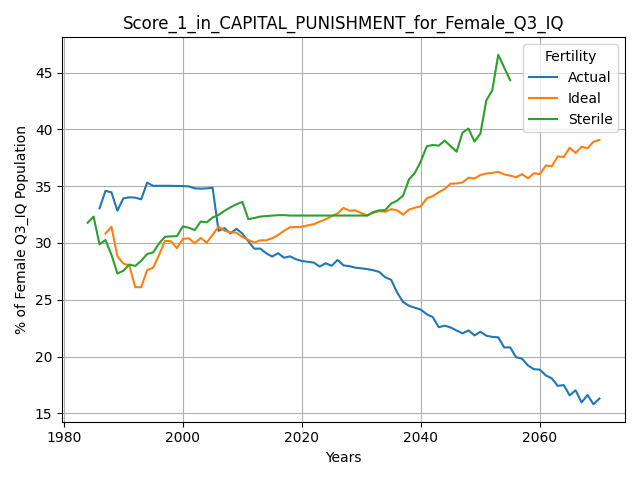 Score_1_in_CAPITAL_PUNISHMENT_for_Female_Q3_IQ
Fertility
Actual
Ideal
Sterile
% of Female Q3_IQ Population
45
40
35
30
25
20
15
1980
2000
2020
2040
2060
Years